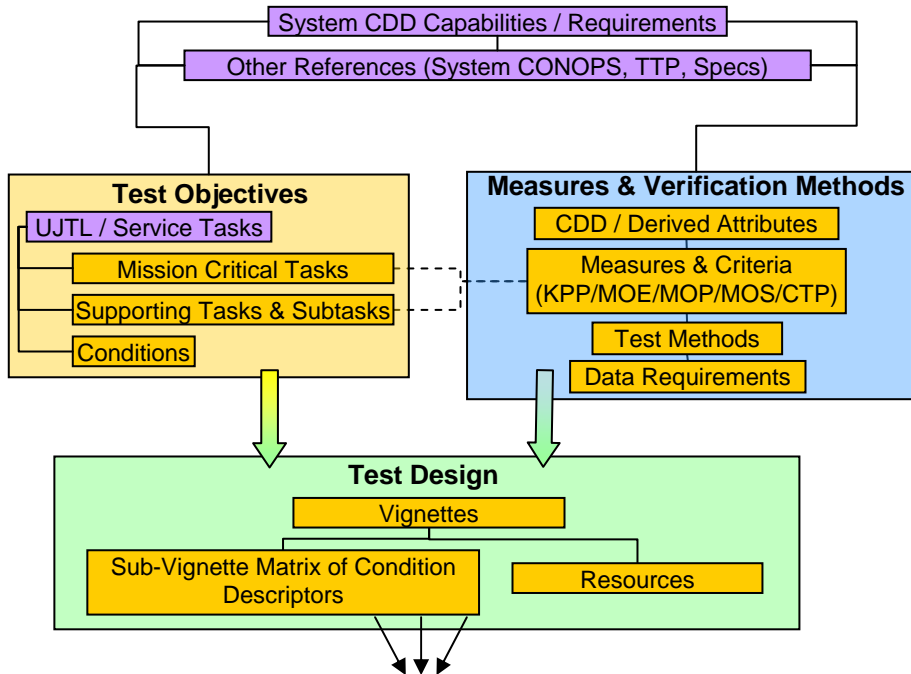 System CDD Capabilities / Requirements
Other References (System CONOPS, TTP, Specs)
Test Objectives
UJTL / Service Tasks
Mission Critical Tasks
Supporting Tasks & Subtasks
Conditions
Measures & Verification Methods
CDD / Derived Attributes
Measures & Criteria
(KPP/MOE/MOP/MOS/CTP)
Test Methods
Data Requirements
Test Design
Vignettes
Sub-Vignette Matrix of Condition
Descriptors
Resources